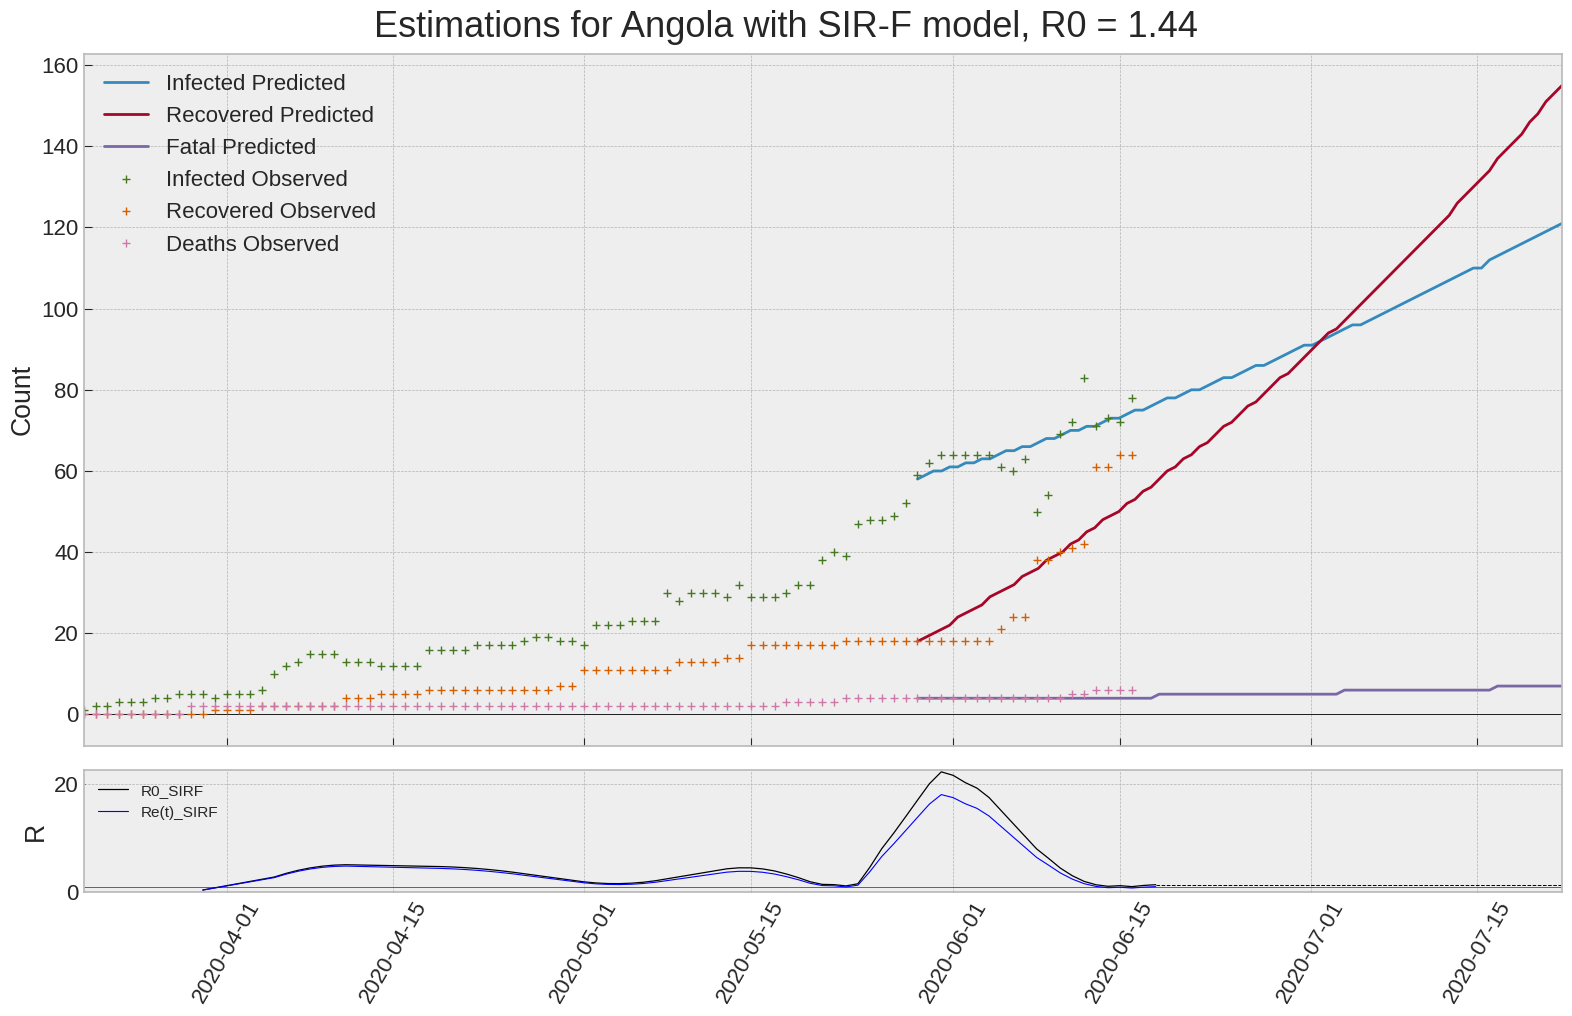 Estimations for Angola with SIR-F model, R0 = 1.44
160
140
120
100
80
60
40
20
0
Count
Infected Predicted
Recovered Predicted
Fatal Predicted
Infected Observed
Recovered Observed
Deaths Observed
20
0
R
R0_SIRF
Re(t)_SIRF
2020-04-01
2020-04-15
2020-05-01
2020-05-15
2020-06-01
2020-06-15
2020-07-01
2020-07-15